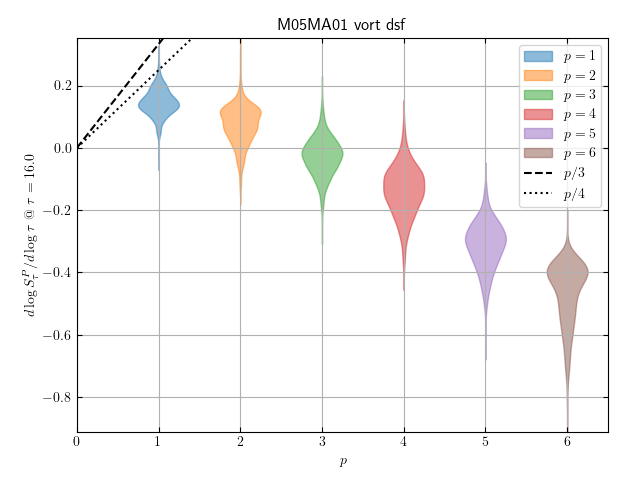 M05MA01 vort dsf
d log S_τ^P / d log τ @ τ = 16.0
0.2
0.0
−0.2
−0.4
−0.6
−0.8
0 1 2 3 4 5 6
p
p = 1
p = 2
p = 3
p = 4
p = 5
p = 6
p/3
p/4